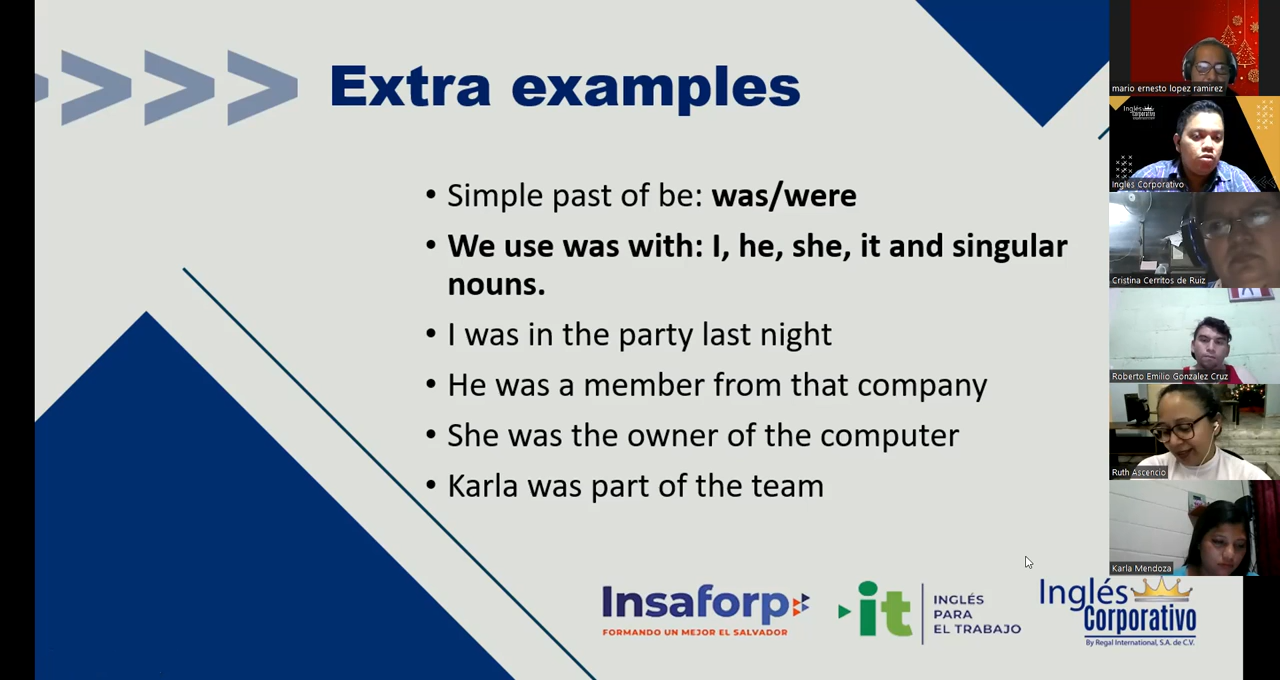 Extra examples
• Simple past of be: was/were
• We use was with: I, he, she, it and singular
nouns.
• I was in the party last night
• He was a member from that company
• She was the owner of the computer
• Karla was part of the team
Insaforp
FORMANDO UN MEJOR EL SALVADOR
it
INGLÉS
PARA
EL TRABAJO
Inglés
Corporativo
By Regal International, S.A. de C.V.
mario ernesto lopez ramirez
Inglés
Corporativo
Ingles Corporativo
Cristina Cerritos de Ruiz
Roberto Emilio Gonzalez Cruz
Ruth Ascencio
Karla Mendoza